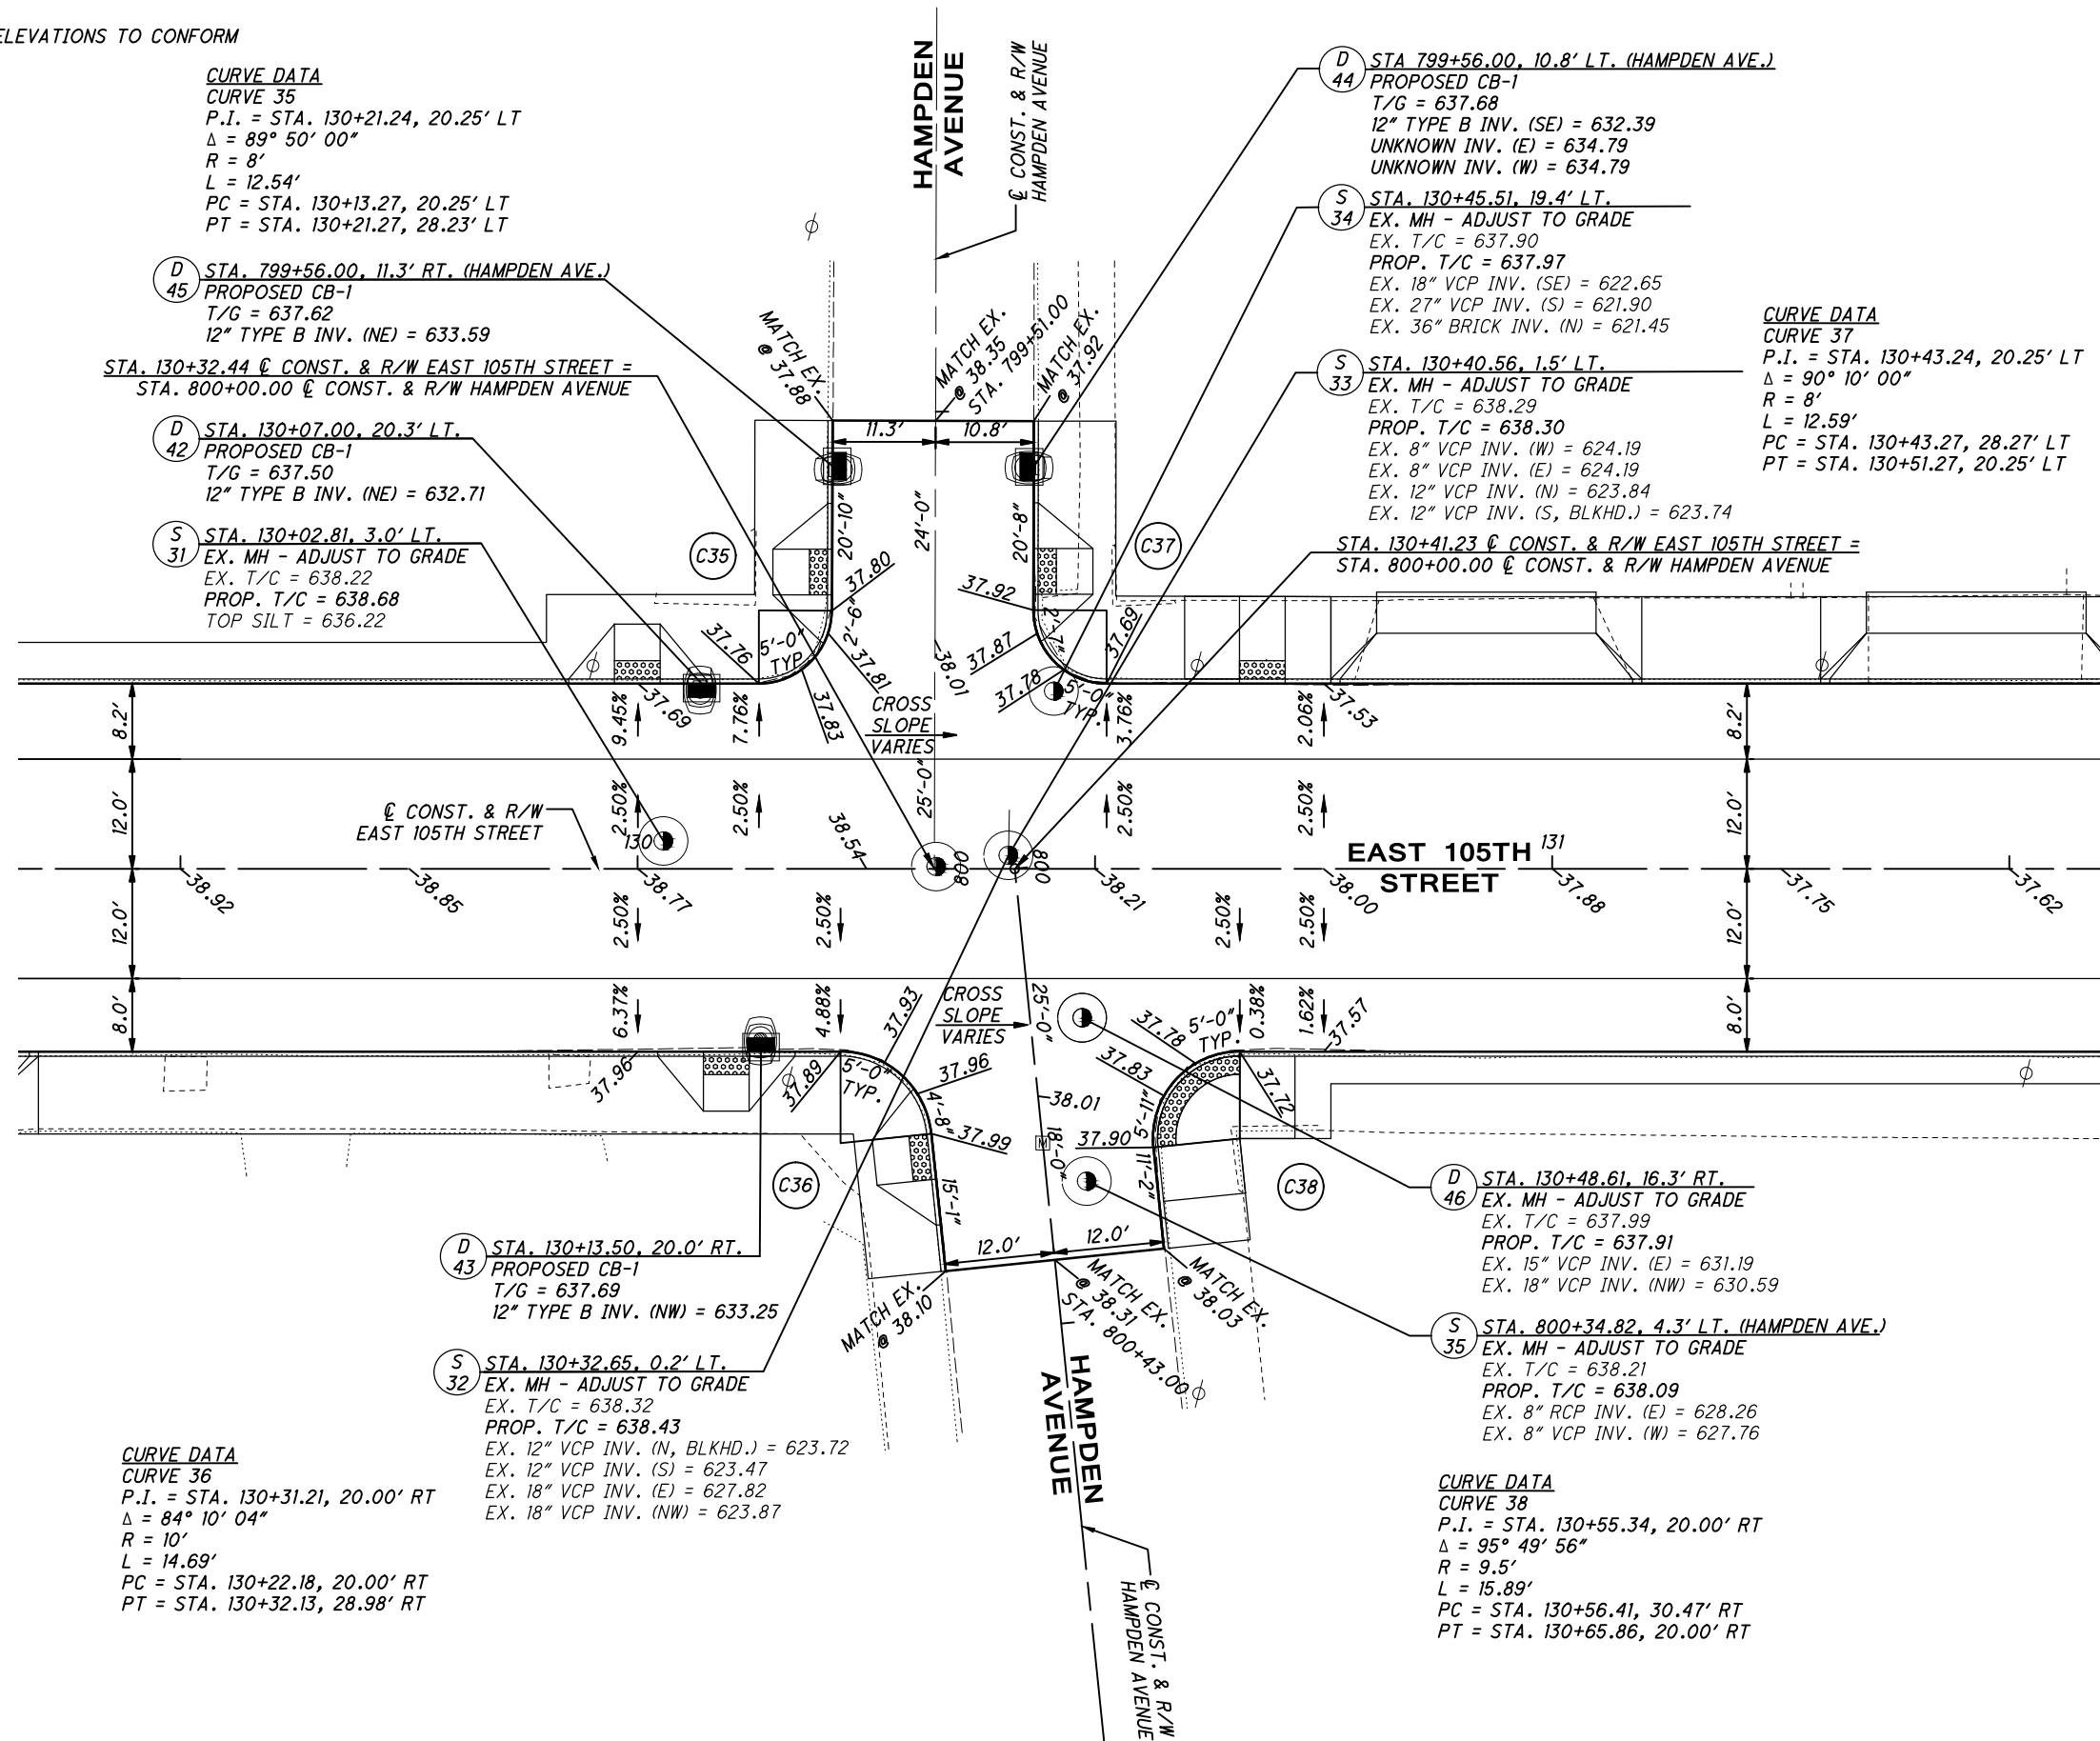 ELEVATIONS TO CONFORM
CURVE DATA
CURVE 35
P.I. = STA. 130+21.24, 20.25' LT
Δ = 89° 50' 00"
R = 8'
L = 12.54'
PC = STA. 130+13.27, 20.25' LT
PT = STA. 130+21.27, 28.23' LT
D
45
STA. 799+56.00, 11.3' RT. (HAMPDEN AVE.)
PROPOSED CB-1
T/G = 637.62
12" TYPE B INV. (NE) = 633.59
STA. 130+32.44 ℄ CONST. & R/W EAST 105TH STREET =
STA. 800+00.00 ℄ CONST. & R/W HAMPDEN AVENUE
D
42
STA. 130+07.00, 20.3' LT.
PROPOSED CB-1
T/G = 637.50
12" TYPE B INV. (NE) = 632.71
S
31
STA. 130+02.81, 3.0' LT.
EX. MH - ADJUST TO GRADE
EX. T/C = 638.22
PROP. T/C = 638.68
TOP SILT = 636.22
HAMPDEN
AVENUE
℄ CONST. & R/W
HAMPDEN AVENUE
D
44
STA 799+56.00, 10.8' LT. (HAMPDEN AVE.)
PROPOSED CB-1
T/G = 637.68
12" TYPE B INV. (SE) = 632.39
UNKNOWN INV. (E) = 634.79
UNKNOWN INV. (W) = 634.79
S
34
STA. 130+45.51, 19.4' LT.
EX. MH - ADJUST TO GRADE
EX. T/C = 637.90
PROP. T/C = 637.97
EX. 18" VCP INV. (SE) = 622.65
EX. 27" VCP INV. (S) = 621.90
EX. 36" BRICK INV. (N) = 621.45
S
33
STA. 130+40.56, 1.5' LT.
EX. MH - ADJUST TO GRADE
EX. T/C = 638.29
PROP. T/C = 638.30
EX. 8" VCP INV. (W) = 624.19
EX. 8" VCP INV. (E) = 624.19
EX. 12" VCP INV. (N) = 623.84
EX. 12" VCP INV. (S, BLKHD.) = 623.74
STA. 130+41.23 ℄ CONST. & R/W EAST 105TH STREET =
STA. 800+00.00 ℄ CONST. & R/W HAMPDEN AVENUE
CURVE DATA
CURVE 37
P.I. = STA. 130+43.24, 20.25' LT
Δ = 90° 10' 00"
R = 8'
L = 12.59'
PC = STA. 130+43.27, 28.27' LT
PT = STA. 130+51.27, 20.25' LT
MATCH EX.
@ 37.88
MATCH EX.
@ 38.35
STA. 799+51.00
MATCH EX.
@ 37.92
11.3'
10.8'
20'-10"
24'-0"
20'-8"
C35
C37
37.80
37.92
2'-6"
2'-7"
37.76
5'-0"
TYP.
37.81
37.83
38.01
37.87
37.78
37.69
5'-0"
TYP.
CROSS
SLOPE
VARIES
8.2'
9.45%
37.69
7.76%
3.76%
2.06%
37.53
8.2'
12.0'
2.50%
2.50%
25'-0"
2.50%
2.50%
12.0'
℄ CONST. & R/W
EAST 105TH STREET
130
38.54
800
800
EAST 105TH
STREET
131
38.92
38.85
38.77
38.21
38.00
37.88
37.75
37.62
12.0'
2.50%
2.50%
2.50%
2.50%
12.0'
8.0'
6.37%
4.88%
37.93
CROSS
SLOPE
VARIES
25'-0"
37.78
5'-0"
TYP.
0.38%
1.62%
37.57
8.0'
37.96
37.89
5'-0"
TYP.
37.96
37.83
38.01
37.72
4'-8"
37.99
M
18'-0"
37.90
5'-11"
11'-2"
15'-1"
C36
C38
12.0'
12.0'
MATCH EX.
@ 38.10
MATCH EX.
@ 38.31
STA. 800+43.00
MATCH EX.
@ 38.03
D
43
STA. 130+13.50, 20.0' RT.
PROPOSED CB-1
T/G = 637.69
12" TYPE B INV. (NW) = 633.25
S
32
STA. 130+32.65, 0.2' LT.
EX. MH - ADJUST TO GRADE
EX. T/C = 638.32
PROP. T/C = 638.43
EX. 12" VCP INV. (N, BLKHD.) = 623.72
EX. 12" VCP INV. (S) = 623.47
EX. 18" VCP INV. (E) = 627.82
EX. 18" VCP INV. (NW) = 623.87
CURVE DATA
CURVE 36
P.I. = STA. 130+31.21, 20.00' RT
Δ = 84° 10' 04"
R = 10'
L = 14.69'
PC = STA. 130+22.18, 20.00' RT
PT = STA. 130+32.13, 28.98' RT
D
46
STA. 130+48.61, 16.3' RT.
EX. MH - ADJUST TO GRADE
EX. T/C = 637.99
PROP. T/C = 637.91
EX. 15" VCP INV. (E) = 631.19
EX. 18" VCP INV. (NW) = 630.59
S
35
STA. 800+34.82, 4.3' LT. (HAMPDEN AVE.)
EX. MH - ADJUST TO GRADE
EX. T/C = 638.21
PROP. T/C = 638.09
EX. 8" RCP INV. (E) = 628.26
EX. 8" VCP INV. (W) = 627.76
CURVE DATA
CURVE 38
P.I. = STA. 130+55.34, 20.00' RT
Δ = 95° 49' 56"
R = 9.5'
L = 15.89'
PC = STA. 130+56.41, 30.47' RT
PT = STA. 130+65.86, 20.00' RT
HAMPDEN
AVENUE
℄ CONST. & R/W
HAMPDEN AVENUE